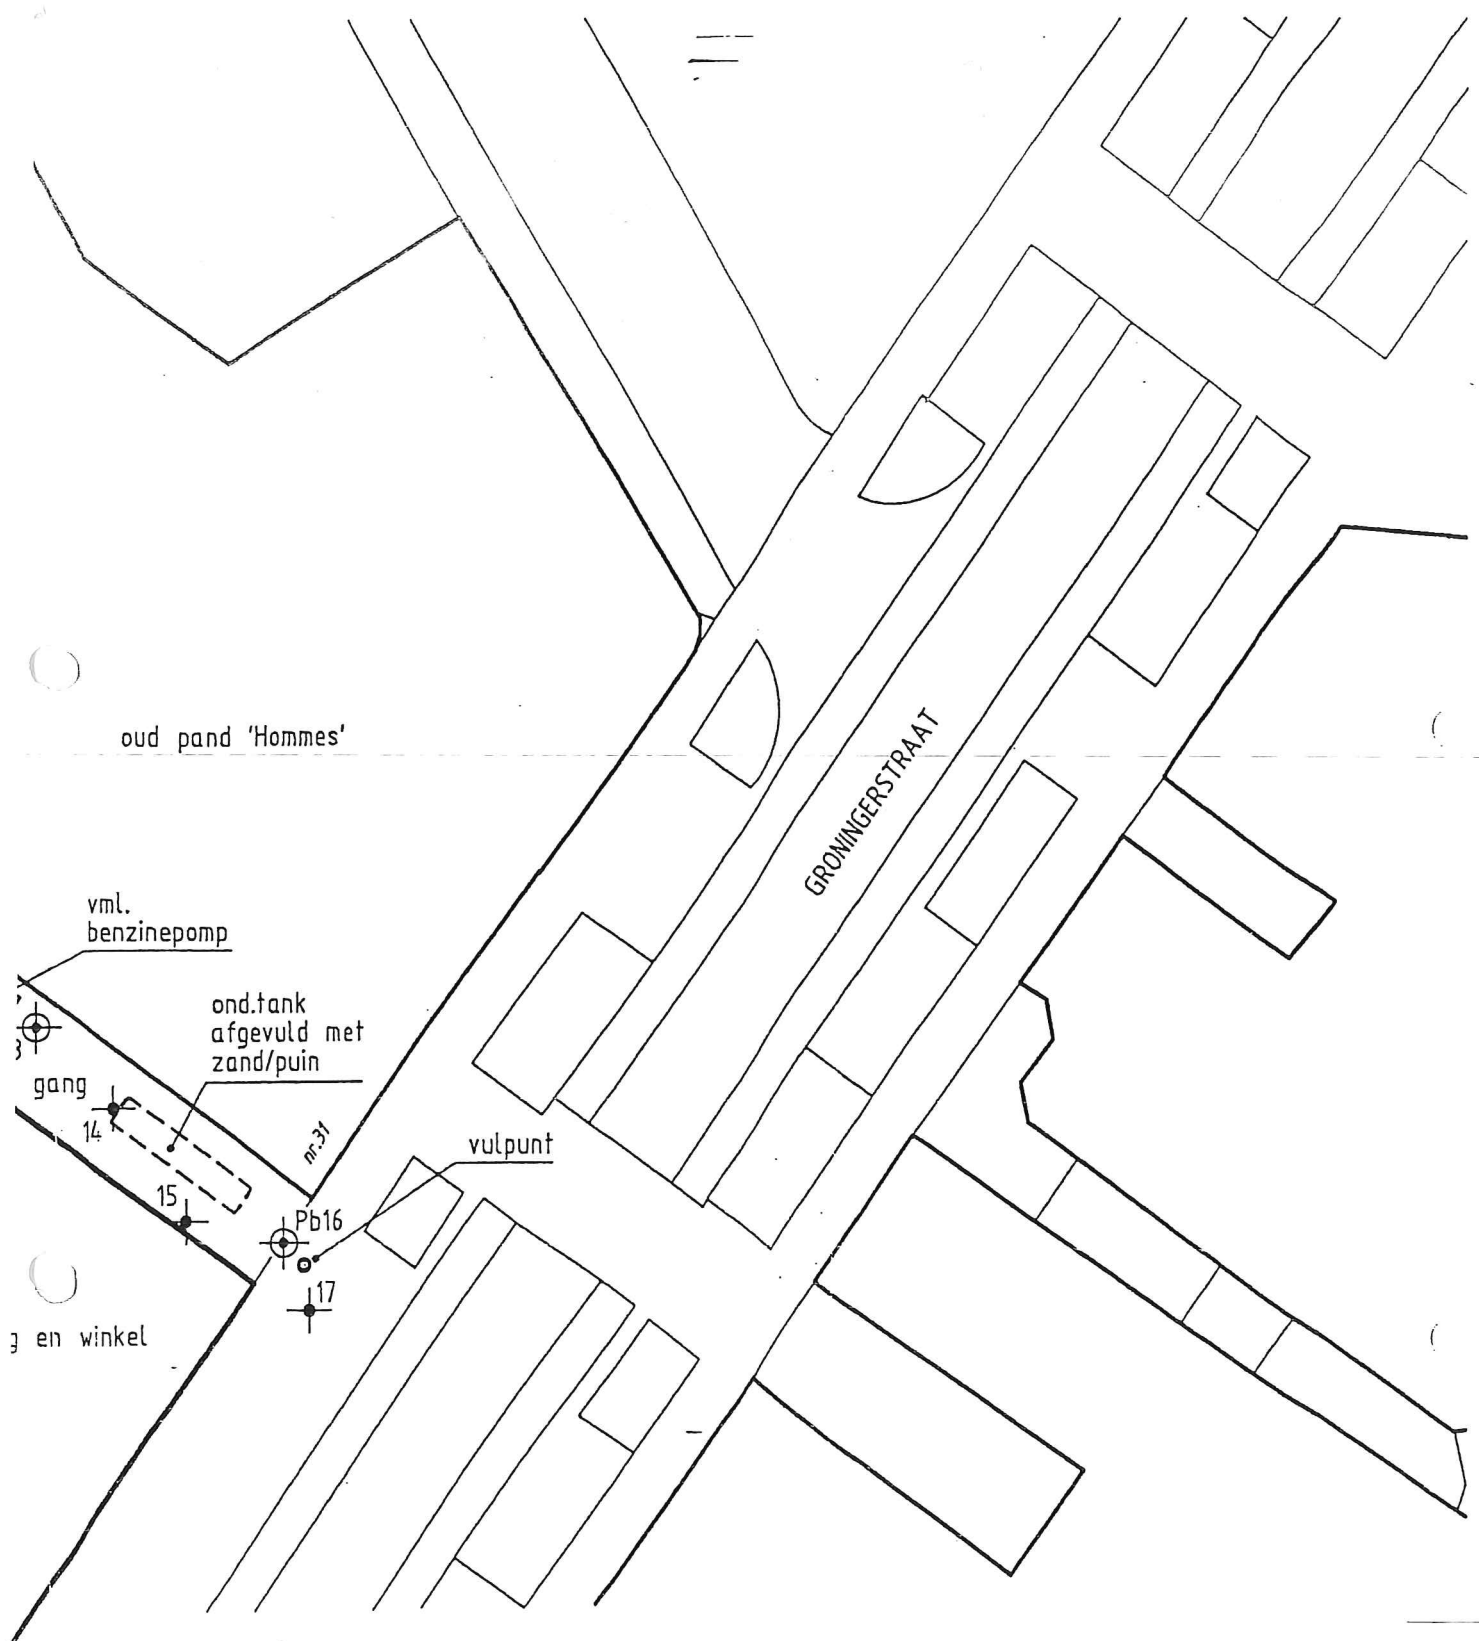 oud pand 'Hommes'
GRONINGERSTRAAT
vml.
benzinepomp
ond.tank
afgevuld met
zand/puin
gang
14
15
nr.31
vulpunt
Pb16
17
en winkel